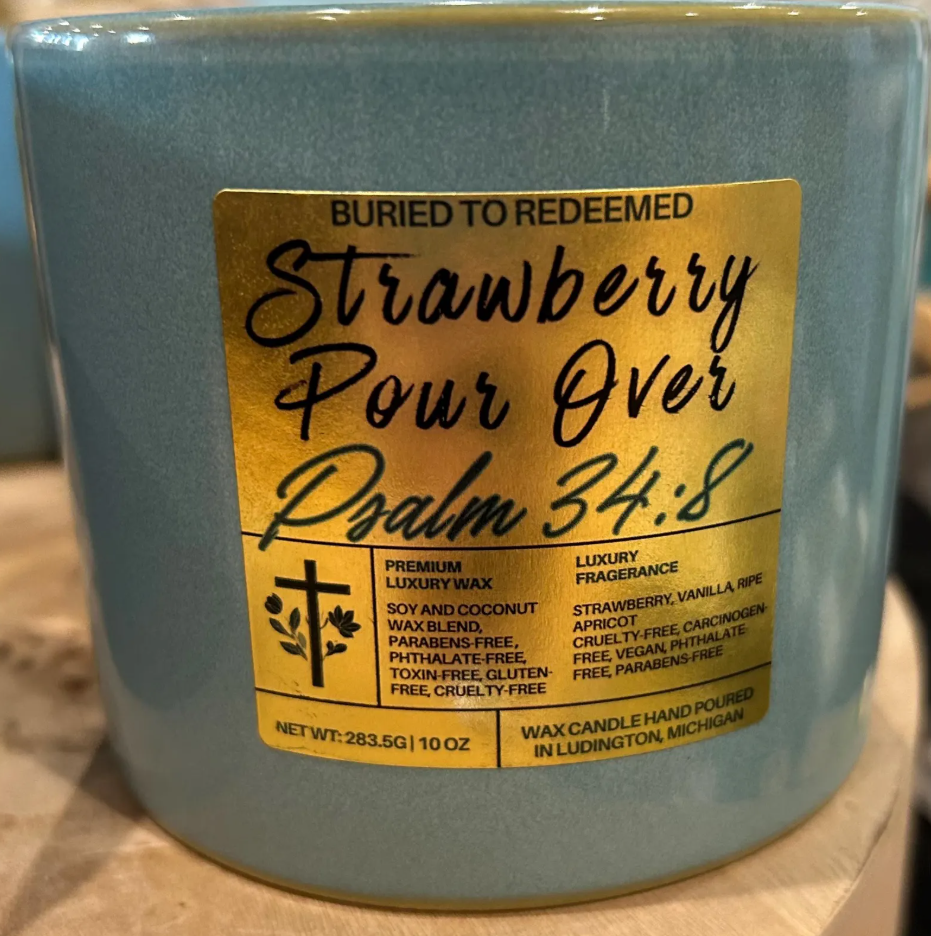 BURIED TO REDEEMED
Strawberry
Pour Over
Psalm 34:8
PREMIUM
LUXURY WAX
SOY AND COCONUT
WAX BLEND,
PARABENS-FREE,
PHTHALATE-FREE,
TOXIN-FREE, GLUTEN-
FREE, CRUELTY-FREE
LUXURY
FRAGERANCE
STRAWBERRY, VANILLA, RIPE
APRICOT
CRUELTY-FREE, CARCINOGEN-
FREE, VEGAN, PHTHALATE-
FREE, PARABENS-FREE
NET WT: 283.5G | 10 OZ
WAX CANDLE HAND POURED
IN LUDINGTON, MICHIGAN